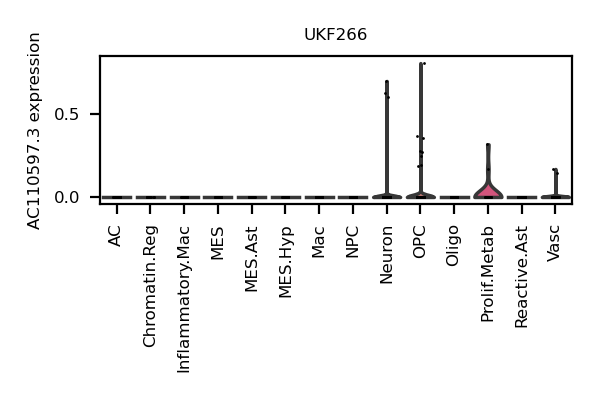 UKF266
AC110597.3 expression
0.5
0.0
AC
Chromatin.Reg
Inflammatory.Mac
MES
MES.Ast
MES.Hyp
Mac
NPC
Neuron
OPC
Oligo
Prolif.Metab
Reactive.Ast
Vasc